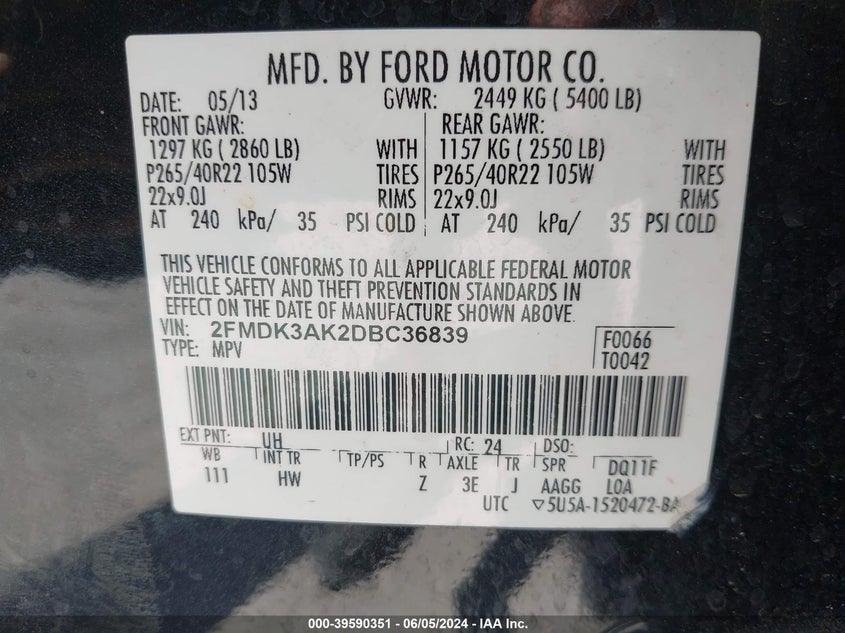 MFD. BY FORD MOTOR CO.
DATE: 05/13 GVWR: 2449 KG ( 5400 LB)
FRONT GAWR: REAR GAWR:
1297 KG ( 2860 LB) WITH 1157 KG ( 2550 LB) WITH
P265/40R22 105W TIRES P265/40R22 105W TIRES
22x9.0J RIMS 22x9.0J RIMS
AT 240 kPa/ 35 PSI COLD AT 240 kPa/ 35 PSI COLD
THIS VEHICLE CONFORMS TO ALL APPLICABLE FEDERAL MOTOR
VEHICLE SAFETY AND THEFT PREVENTION STANDARDS IN
EFFECT ON THE DATE OF MANUFACTURE SHOWN ABOVE.
VIN: 2FMDK3AK2DBC36839 F0066
TYPE: MPV T0042
EXT PNT: UH RC: 24 DSO:
WB INT TR TP/PS R AXLE TR SPR DQ11F
111 HW Z 3E J AAGG LOA
UTC ▽5U5A-1520472-BA
000-39590351 - 06/05/2024 - IAA Inc.